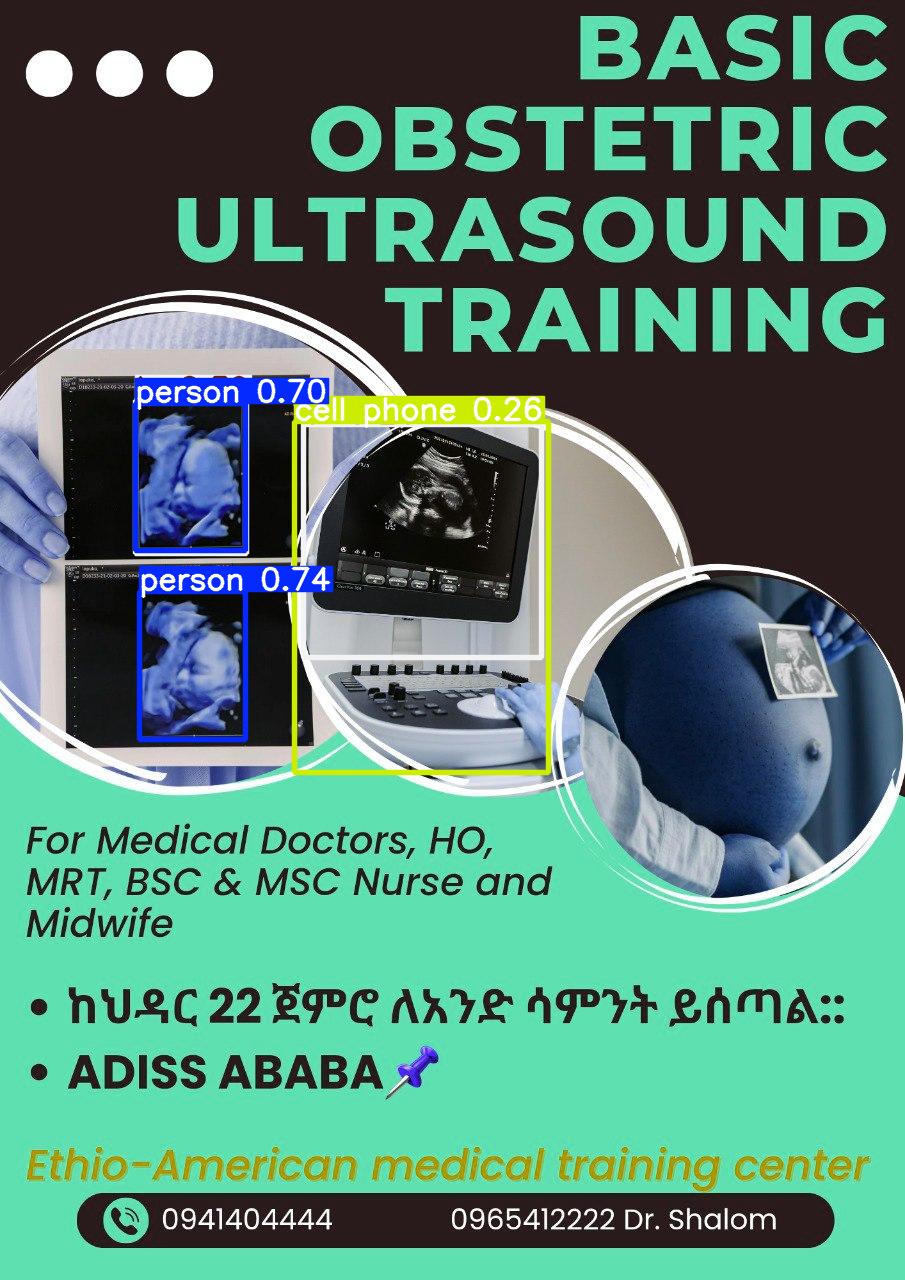 BASIC
OBSTETRIC
ULTRASOUND
TRAINING
person 0.70
cell phone 0.26
person 0.74
For Medical Doctors, HO,
MRT, BSC & MSC Nurse and
Midwife
• ከህዳር 22 ጀምሮ ለአንድ ሳምንት ይሰጣል::
• ADISS ABABA
Ethio-American medical training center
0941404444 0965412222 Dr. Shalom